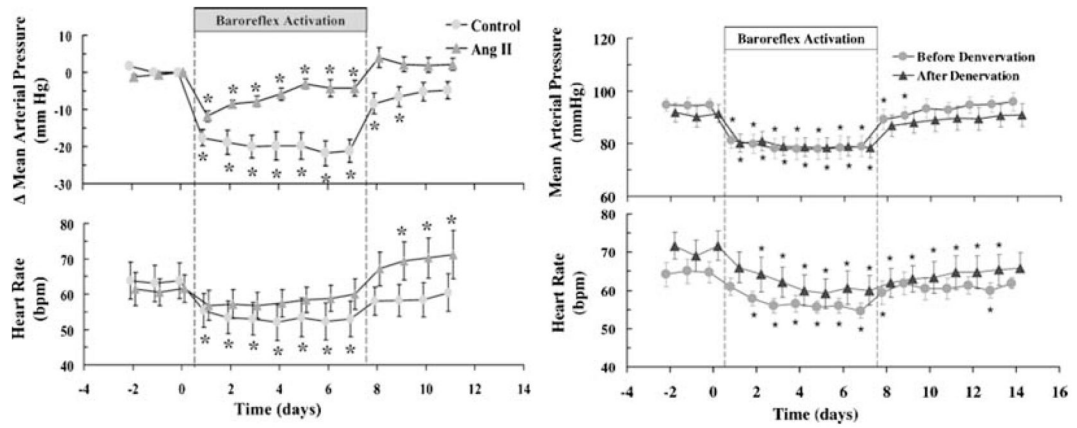 Baroreflex Activation
Control
Ang II
Δ Mean Arterial Pressure
(mm Hg)
10
0
-10
-20
-30
* * * * * * *
* * * * * * * * *
Heart Rate
(bpm)
80
70
60
50
40
* * *
* * * * * * *
-4 -2 0 2 4 6 8 10 12 14
Time (days)
Baroreflex Activation
Before Denvervation
After Denervation
Mean Arterial Pressure
(mmHg)
120
100
80
60
* * * * * * * * *
* * * * * * *
Heart Rate
(bpm)
80
70
60
50
40
* * * * * * * * * * * *
* * * * * * * *
-4 -2 0 2 4 6 8 10 12 14 16
Time (days)